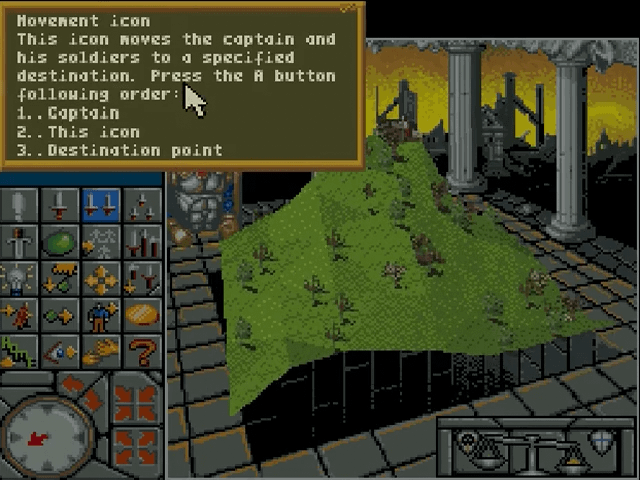 Movement icon
This icon moves the captain and
his soldiers to a specified
destination. Press the A button
following order:
1..Captain
2..This icon
3..Destination point